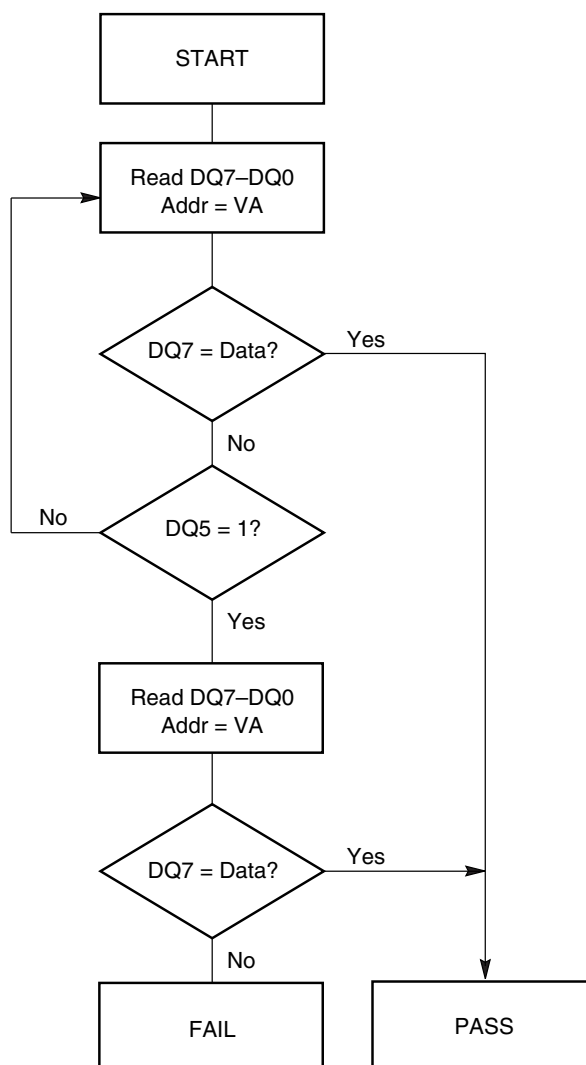 START
Read DQ7–DQ0
Addr = VA
DQ7 = Data?
Yes
No
No
DQ5 = 1?
Yes
Read DQ7–DQ0
Addr = VA
DQ7 = Data?
Yes
No
FAIL
PASS